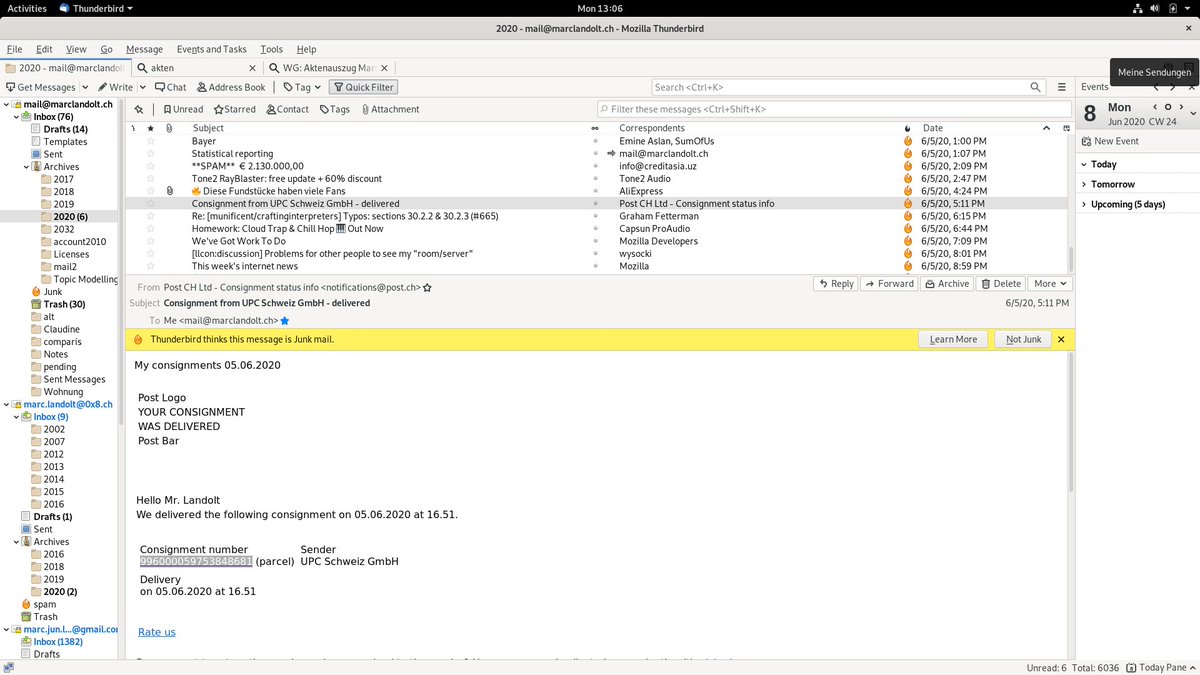 Activities Thunderbird Mon 13:06
2020 - mail@marclandolt.ch - Mozilla Thunderbird
File Edit View Go Message Events and Tasks Tools Help
2020 - mail@marclandolt akten WG: Aktenauszug Mar
Meine Sendungen
Get Messages Write Chat Address Book Tag Quick Filter Search <Ctrl+K> Events
mail@marclandolt.ch
Inbox (76)
Drafts (14)
Templates
Sent
Archives
2017
2018
2019
2020 (6)
2032
account2010
Licenses
mail2
Topic Modelling
Junk
Trash (30)
alt
Claudine
comparis
Notes
pending
Sent Messages
Wohnung
marc.landolt@0x8.ch
Inbox (9)
2002
2007
2012
2013
2014
2015
2016
Drafts (1)
Sent
Archives
2016
2018
2019
2020 (2)
spam
Trash
marc.jun.l...@gmail.com
Inbox (1382)
Drafts
Unread Starred Contact Tags Attachment Filter these messages <Ctrl+Shift+K>
Subject Correspondents Date
Bayer Emine Aslan, SumOfUs 6/5/20, 1:00 PM
Statistical reporting mail@marclandolt.ch 6/5/20, 1:07 PM
**SPAM** € 2.130.000,00 info@creditasia.uz 6/5/20, 2:09 PM
Tone2 RayBlaster: free update + 60% discount Tone2 Audio 6/5/20, 2:47 PM
🔥 Diese Fundstücke haben viele Fans AliExpress 6/5/20, 4:24 PM
Consignment from UPC Schweiz GmbH - delivered Post CH Ltd - Consignment status info 6/5/20, 5:11 PM
Re: [munificent/craftinginterpreters] Typos: sections 30.2.2 & 30.2.3 (#665) Graham Fetterman 6/5/20, 6:15 PM
Homework: Cloud Trap & Chill Hop 🎹 Out Now Capsun ProAudio 6/5/20, 6:44 PM
We've Got Work To Do Mozilla Developers 6/5/20, 7:09 PM
[llcon:discussion] Problems for other people to see my "room/server" wysocki 6/5/20, 8:01 PM
This week's internet news Mozilla 6/5/20, 8:59 PM
From Post CH Ltd - Consignment status info <notifications@post.ch> Reply Forward Archive Delete More
Subject Consignment from UPC Schweiz GmbH - delivered 6/5/20, 5:11 PM
To Me <mail@marclandolt.ch>
Thunderbird thinks this message is Junk mail. Learn More Not Junk
My consignments 05.06.2020
Post Logo
YOUR CONSIGNMENT
WAS DELIVERED
Post Bar
Hello Mr. Landolt
We delivered the following consignment on 05.06.2020 at 16.51.
Consignment number Sender
996000059753848681 (parcel) UPC Schweiz GmbH
Delivery
on 05.06.2020 at 16.51
Rate us
8 Mon
Jun 2020 CW 24
New Event
Today
Tomorrow
Upcoming (5 days)
Unread: 6 Total: 6036 Today Pane